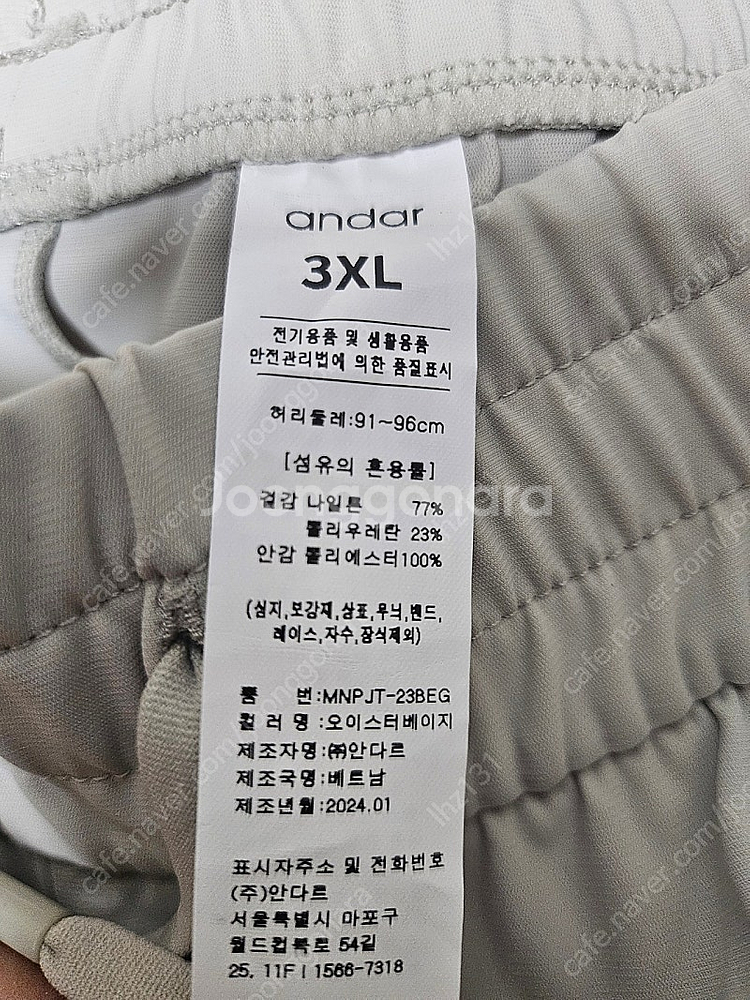 andar
3XL
전기용품 및 생활용품
안전관리법에 의한 품질표시
허리둘레:91~96cm
[섬유의 혼용률]
겉감 나일론 77%
폴리우레탄 23%
안감 폴리에스터100%
(심지,보강재,상표,무늬,밴드,
레이스,자수,장식제외)
품 번:MNPJT-23BEG
컬 러 명:오이스터베이지
제조자명:㈜안다르
제조국명:베트남
제조년월:2024.01
표시자주소 및 전화번호
(주)안다르
서울특별시 마포구
월드컵북로 54길
25, 11F | 1566-7318
Joonggonara
cafe.naver.com/joonggonara
lhz131